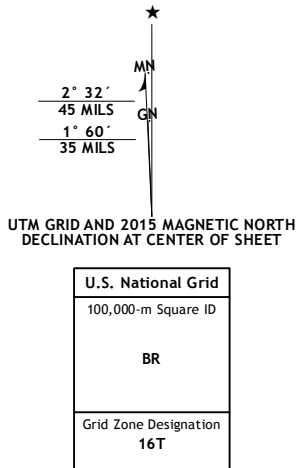 ★
MN
2° 32´
45 MILS
GN
1° 60´
35 MILS
UTM GRID AND 2015 MAGNETIC NORTH
DECLINATION AT CENTER OF SHEET
U.S. National Grid
100,000-m Square ID
BR
Grid Zone Designation
16T